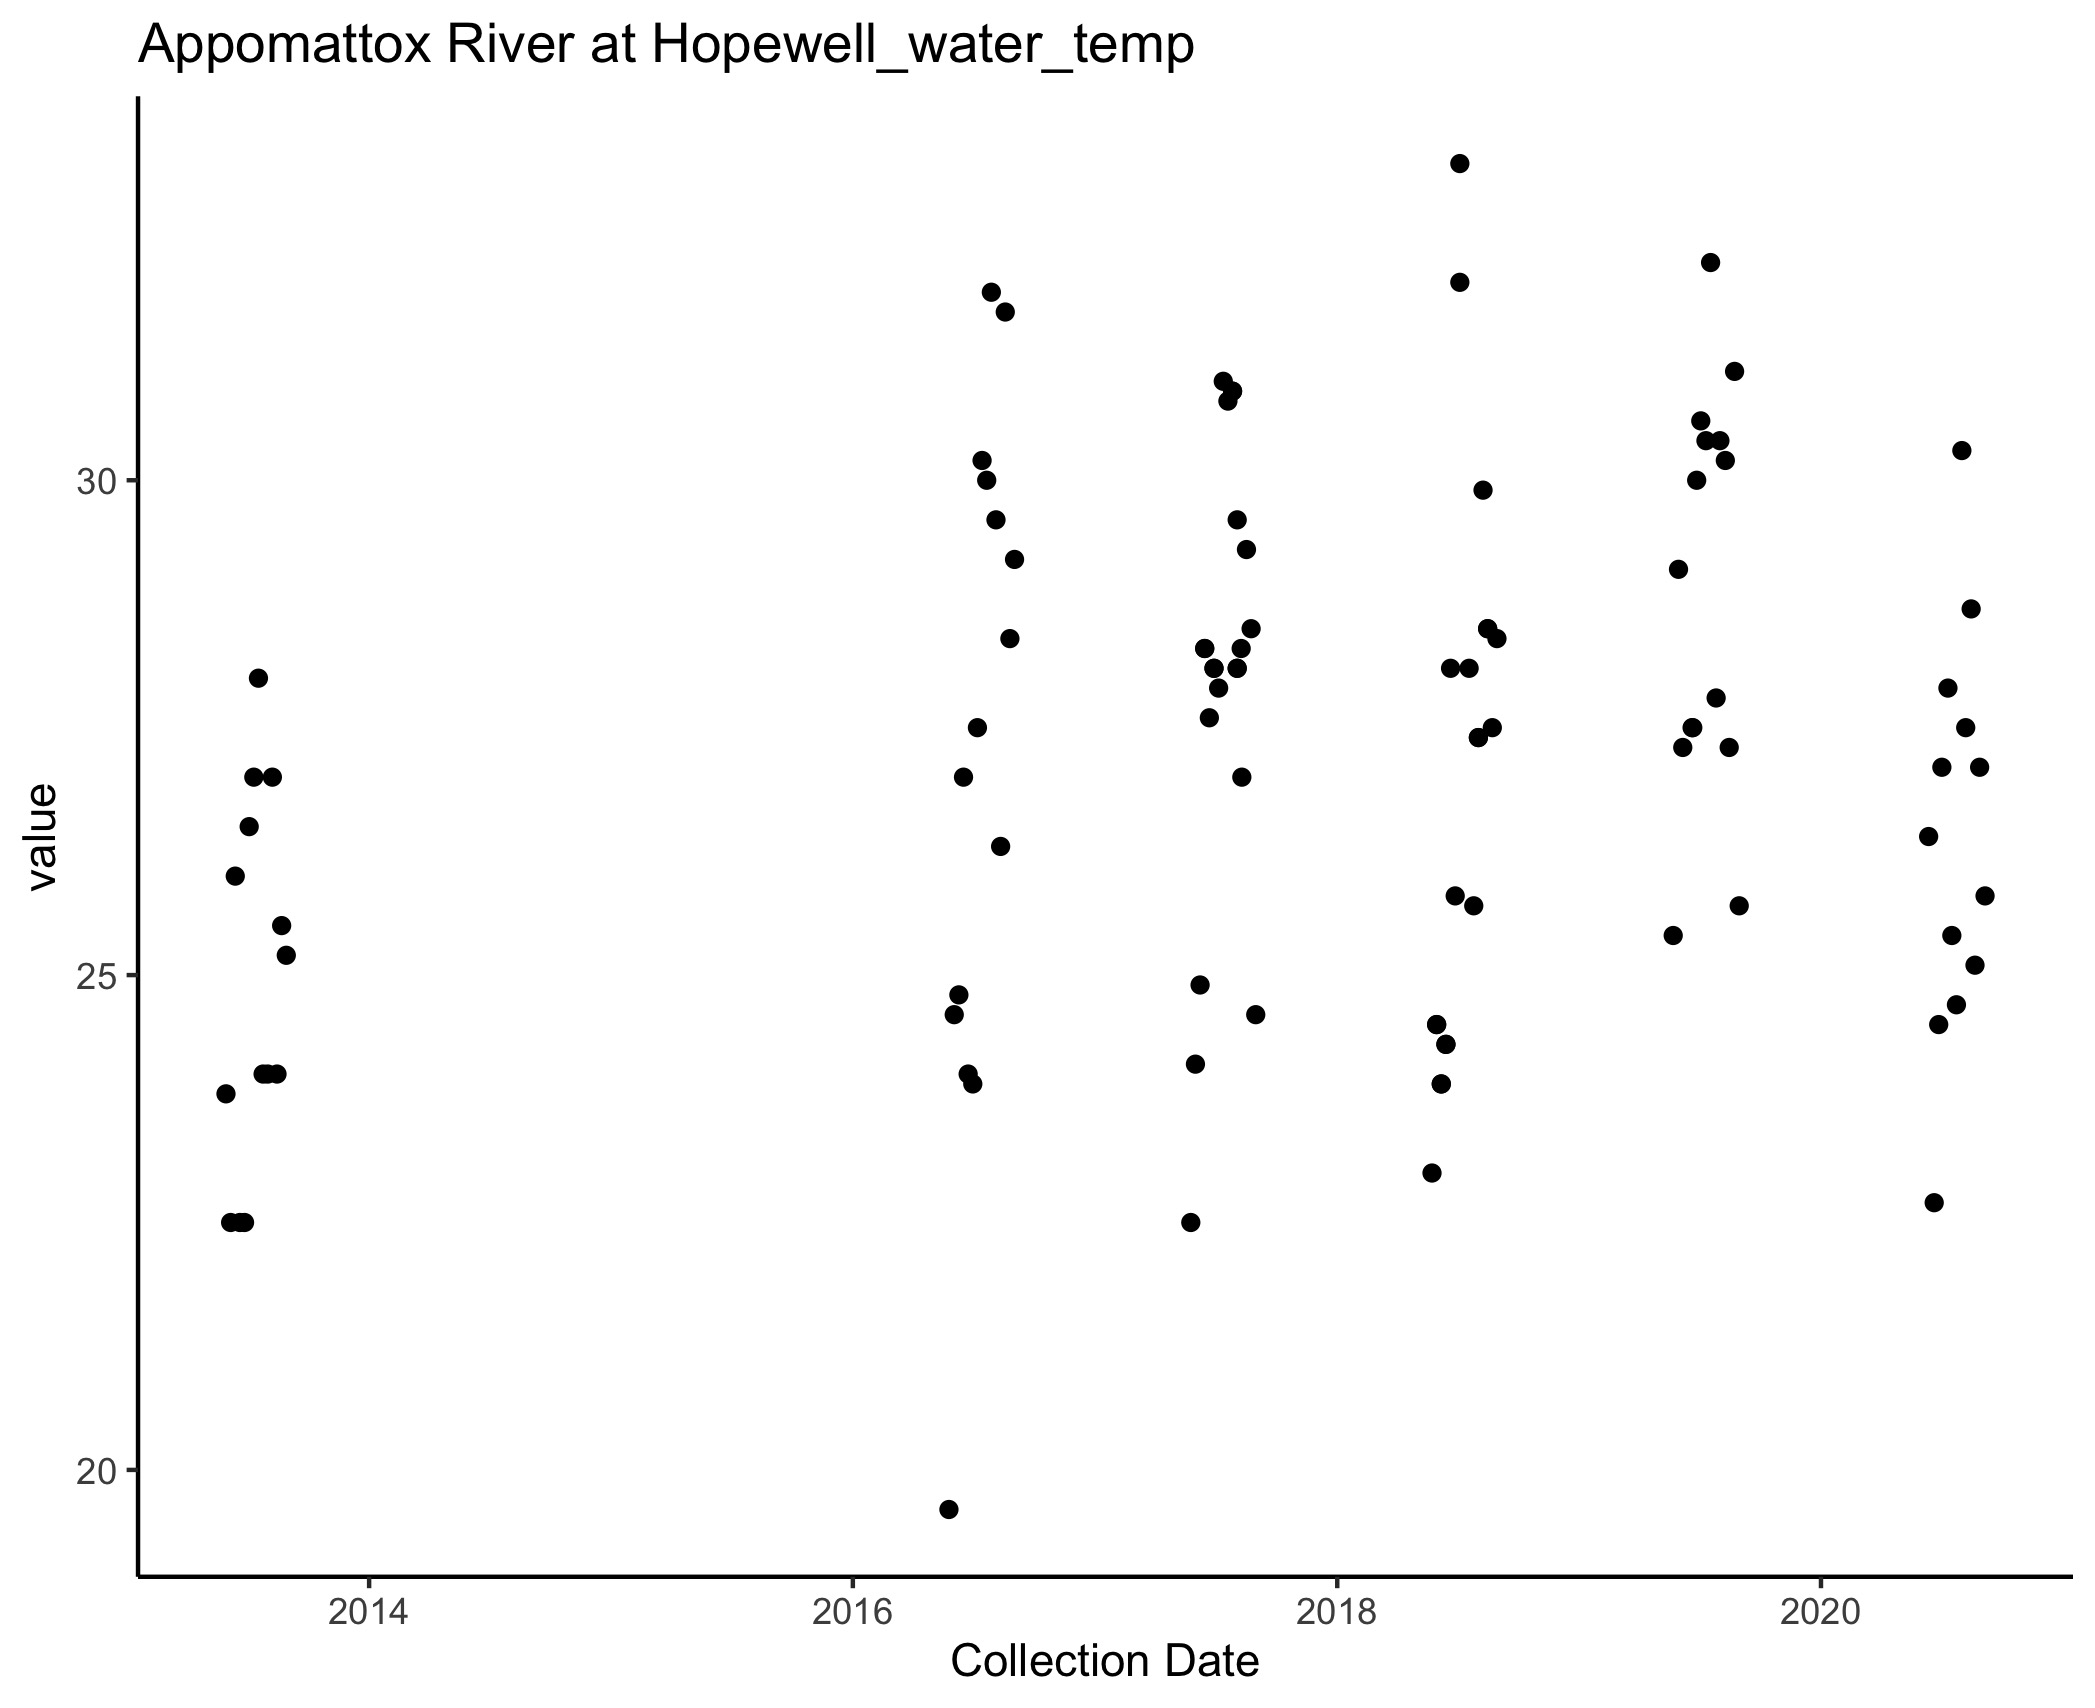 Appomattox River at Hopewell_water_temp
value
30
25
20
2014 2016 2018 2020
Collection Date